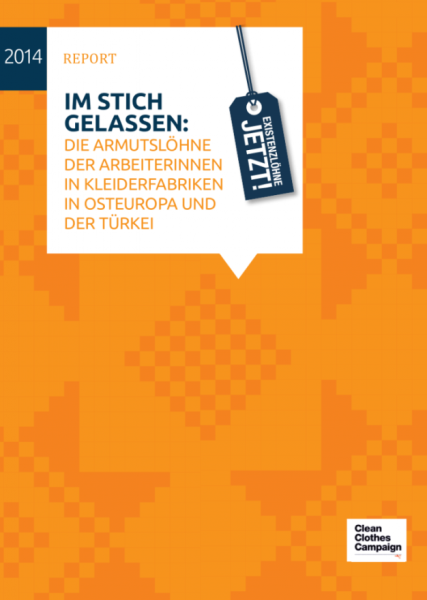 2014
REPORT
IM STICH
GELASSEN:
DIE ARMUTSLÖHNE
DER ARBEITERINNEN
IN KLEIDERFABRIKEN
IN OSTEUROPA UND
DER TÜRKEI
EXISTENZLÖHNE
JETZT!
Clean
Clothes
Campaign